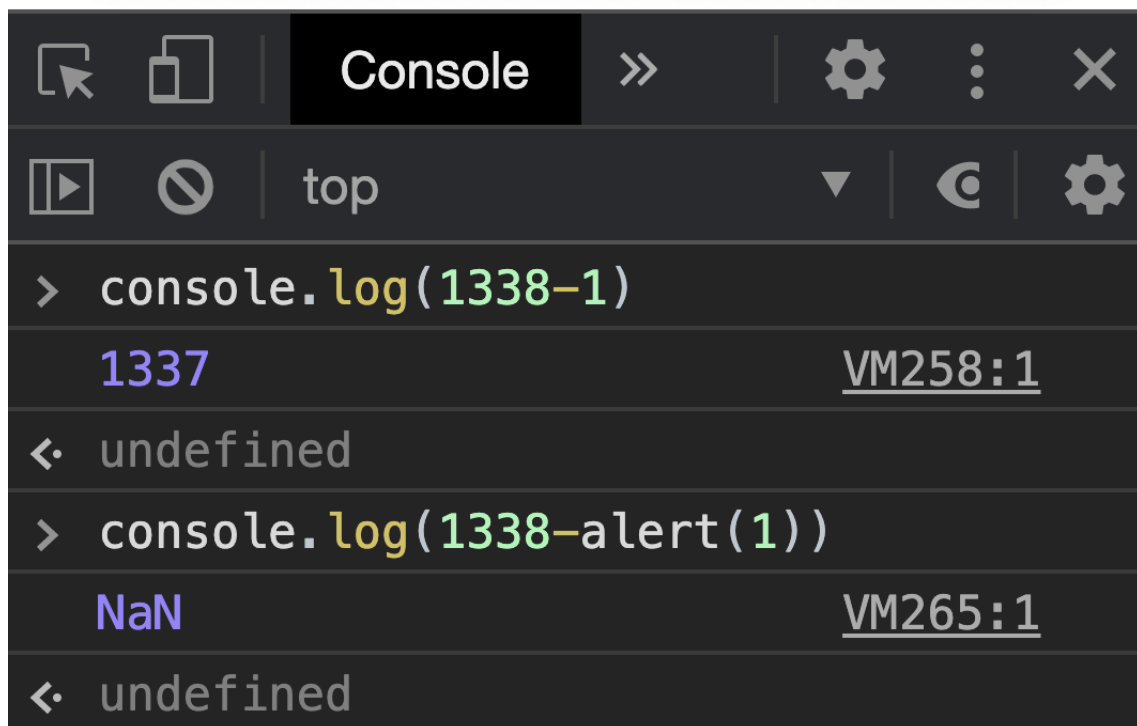 Console
top
console.log(1338-1)
1337 VM258:1
undefined
console.log(1338-alert(1))
NaN VM265:1
undefined